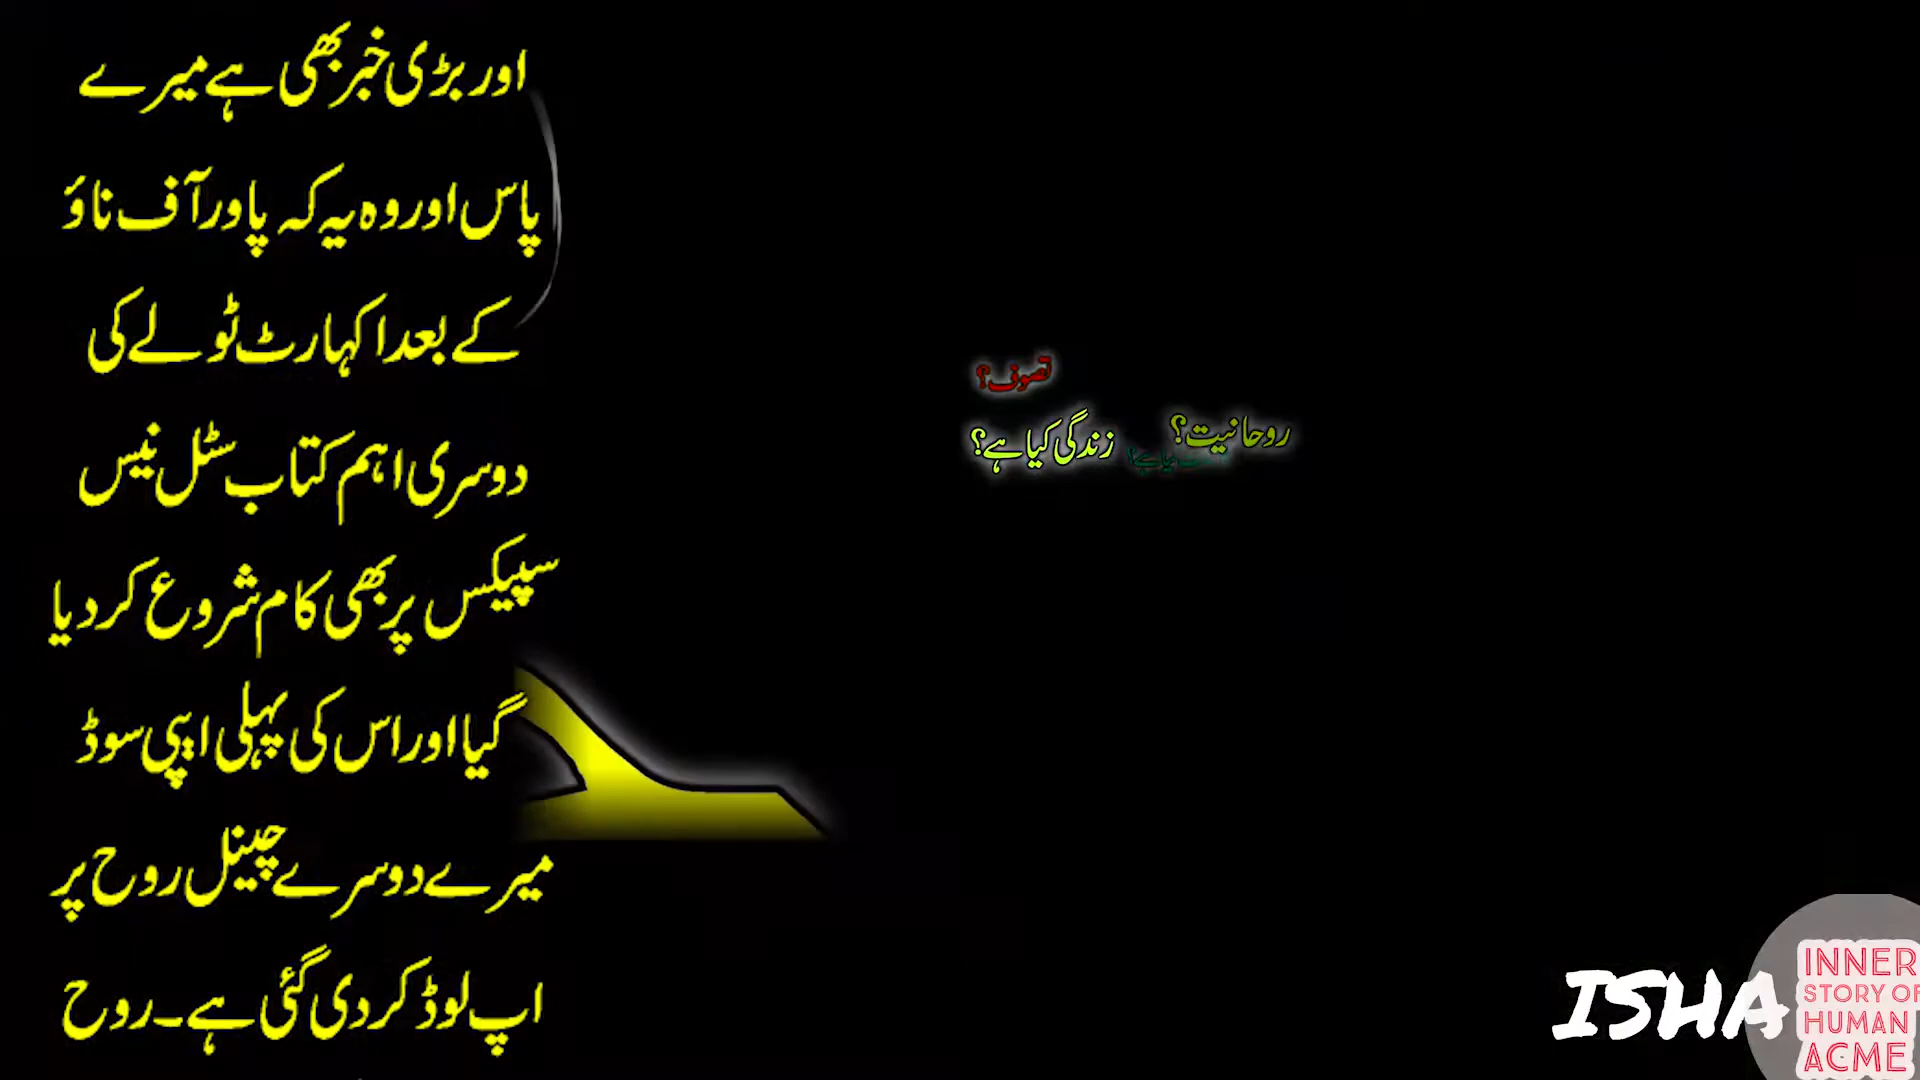 اور بڑی خبر بھی ہے میرے
پاس اور وہ یہ کہ پاور آف ناؤ
کے بعد اکہارٹ ٹولے کی
دوسری اہم کتاب سٹل نیس
سپیکس پر بھی کام شروع کر دیا
گیا اور اس کی پہلی ایپی سوڈ
میرے دوسرے چینل روح پر
اپ لوڈ کر دی گئی ہے۔ روح
تصوف؟
روحانیت؟
زندگی کیا ہے؟
ISHA
INNER
STORY OF
HUMAN
ACME